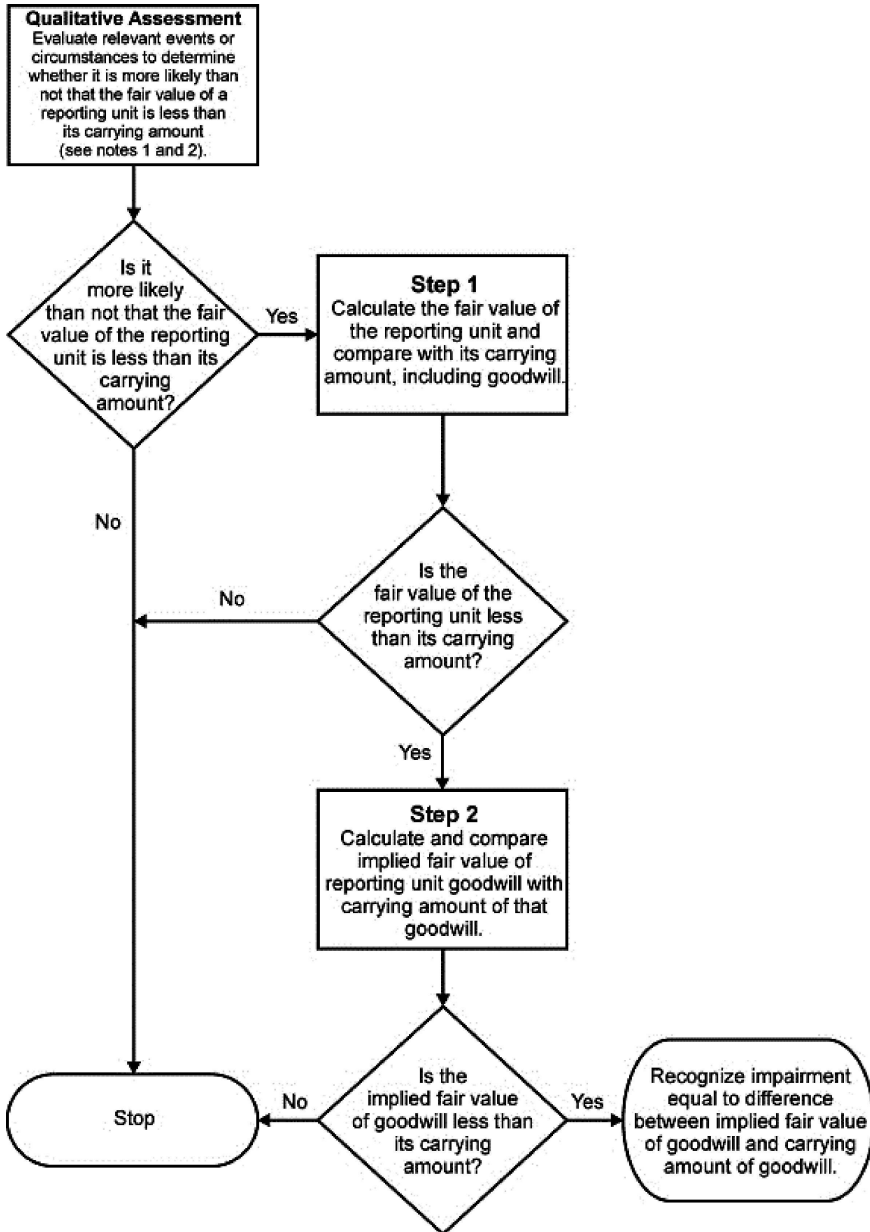 Qualitative Assessment
Evaluate relevant events or
circumstances to determine
whether it is more likely than
not that the fair value of a
reporting unit is less than
its carrying amount
(see notes 1 and 2).
Is it
more likely
than not that the fair
value of the reporting
unit is less than its
carrying
amount?
Yes
Step 1
Calculate the fair value of
the reporting unit and
compare with its carrying
amount, including goodwill.
No
Is the
fair value of the
reporting unit less
than its carrying
amount?
No
Yes
Step 2
Calculate and compare
implied fair value of
reporting unit goodwill with
carrying amount of that
goodwill.
Is the
implied fair value
of goodwill less than
its carrying
amount?
No
Stop
Yes
Recognize impairment
equal to difference
between implied fair value
of goodwill and carrying
amount of goodwill.